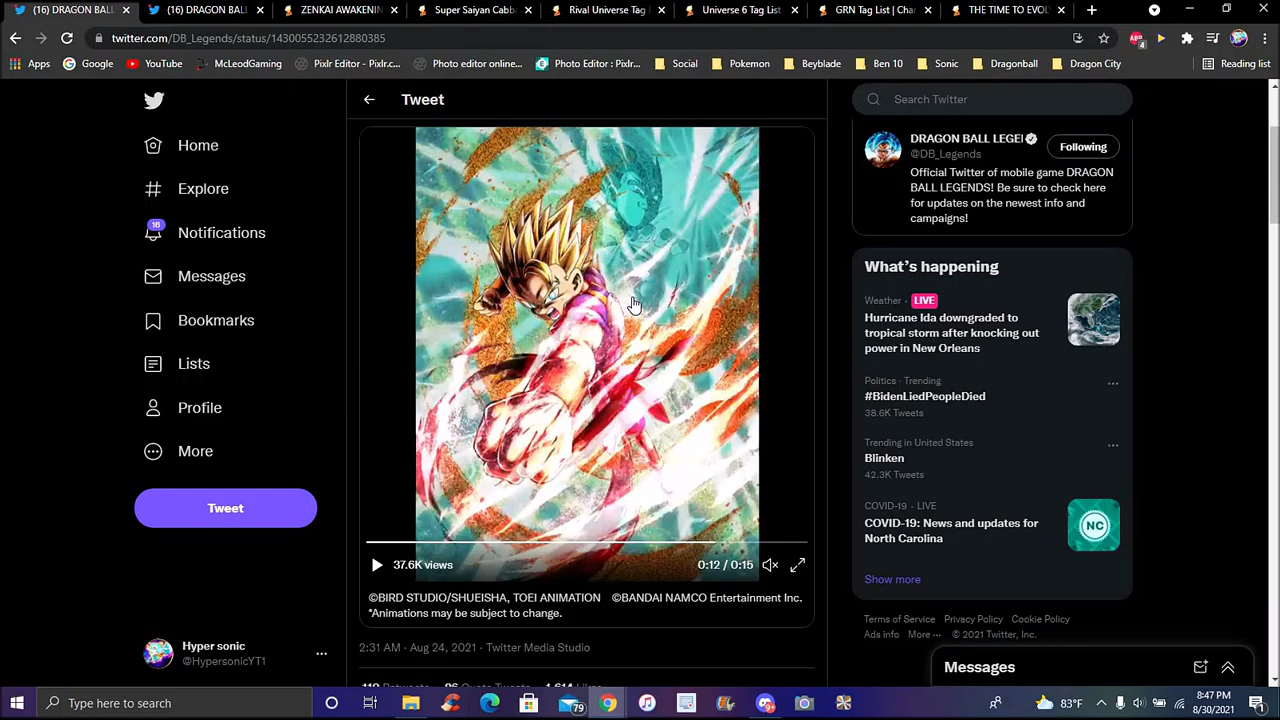 (16) DRAGON BALL
(16) DRAGON BALL
ZENKAI AWAKENIN
Super Saiyan Cabba
Rival Universe Tag
Universe 6 Tag List
GRN Tag List | Char
THE TIME TO EVOLV
twitter.com/DB_Legends/status/1430055232612880385
ABP
4
Apps
Google
YouTube
McLeodGaming
Pixlr Editor | Pixlr.c...
Photo editor online...
Photo Editor : Pixlr...
Social
Pokemon
Beyblade
Ben 10
Sonic
Dragonball
Dragon City
Reading list
Home
Explore
16
Notifications
Messages
Bookmarks
Lists
Profile
More
Tweet
Hyper sonic
@HypersonicYT1
Tweet
37.6K views
0:12 / 0:15
©BIRD STUDIO/SHUEISHA, TOEI ANIMATION ©BANDAI NAMCO Entertainment Inc.
*Animations may be subject to change.
2:31 AM · Aug 24, 2021 · Twitter Media Studio
Search Twitter
DRAGON BALL LEGEI
@DB_Legends
Following
Official Twitter of mobile game DRAGON
BALL LEGENDS! Be sure to check here
for updates on the newest info and
campaigns!
What's happening
Weather · LIVE
Hurricane Ida downgraded to
tropical storm after knocking out
power in New Orleans
Politics · Trending
#BidenLiedPeopleDied
38.6K Tweets
Trending in United States
Blinken
42.3K Tweets
COVID-19 · LIVE
COVID-19: News and updates for
North Carolina
NC
Show more
Terms of Service Privacy Policy Cookie Policy
Ads info More ··· © 2021 Twitter, Inc.
Messages
Type here to search
79
83°F
8:47 PM
8/30/2021
1